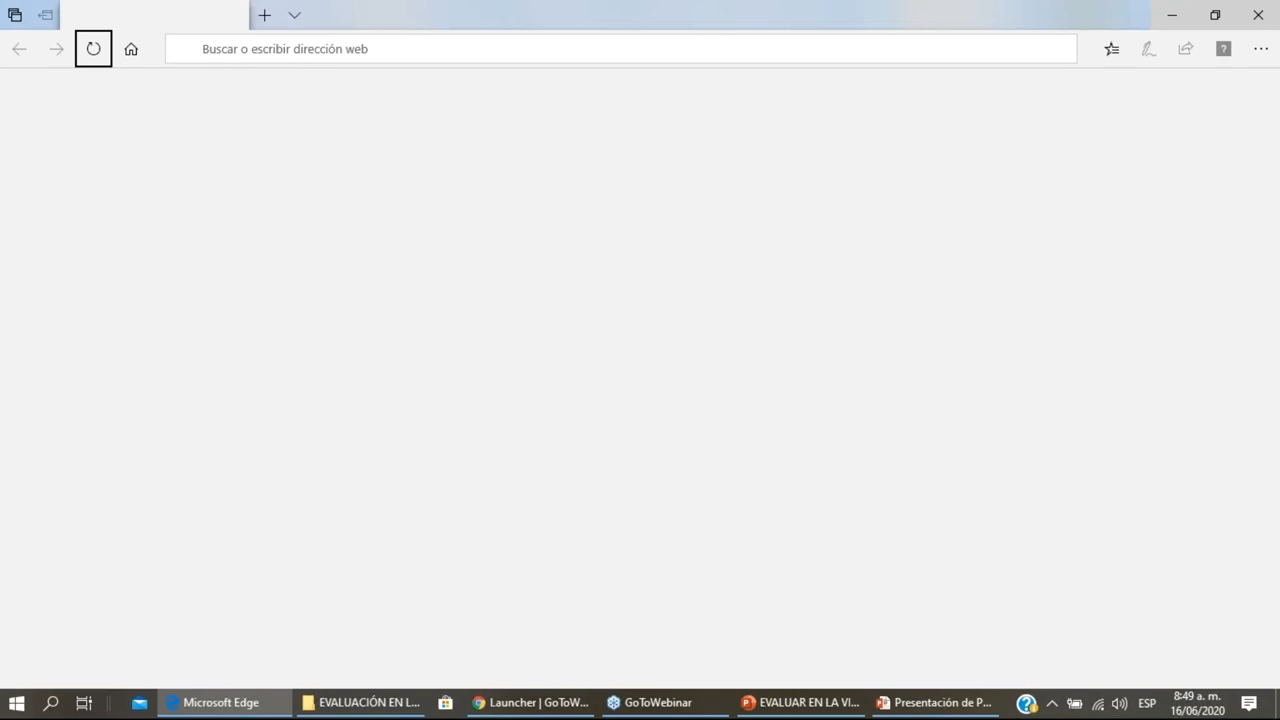 Buscar o escribir dirección web
Microsoft Edge
EVALUACIÓN EN L...
Launcher | GoToW...
GoToWebinar
EVALUAR EN LA VI...
Presentación de P...
ESP
8:49 a. m.
16/06/2020